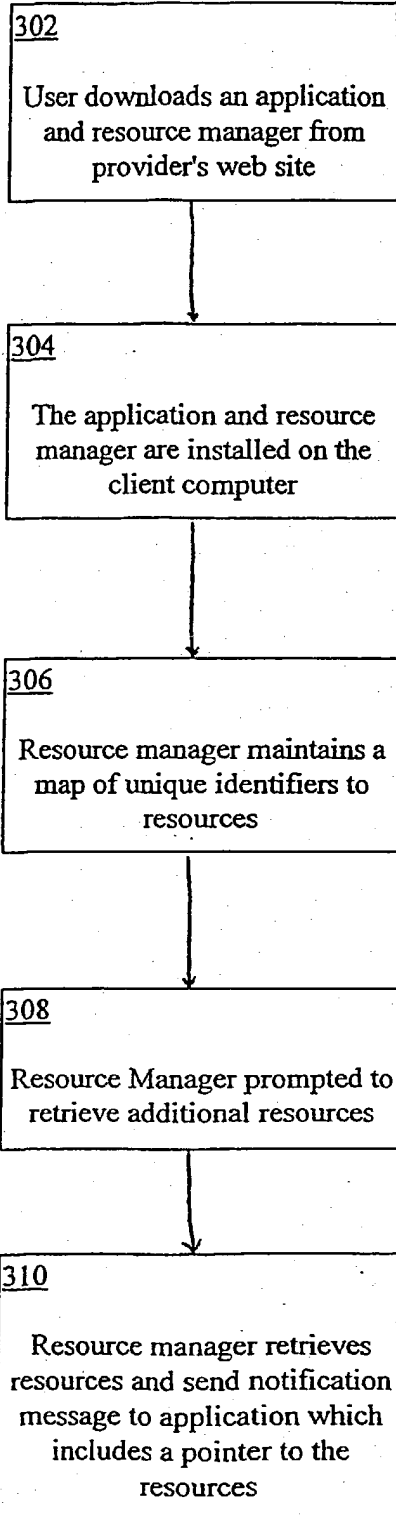 302
User downloads an application
and resource manager from
provider's web site
304
The application and resource
manager are installed on the
client computer
306
Resource manager maintains a
map of unique identifiers to
resources
308
Resource Manager prompted to
retrieve additional resources
310
Resource manager retrieves
resources and send notification
message to application which
includes a pointer to the
resources